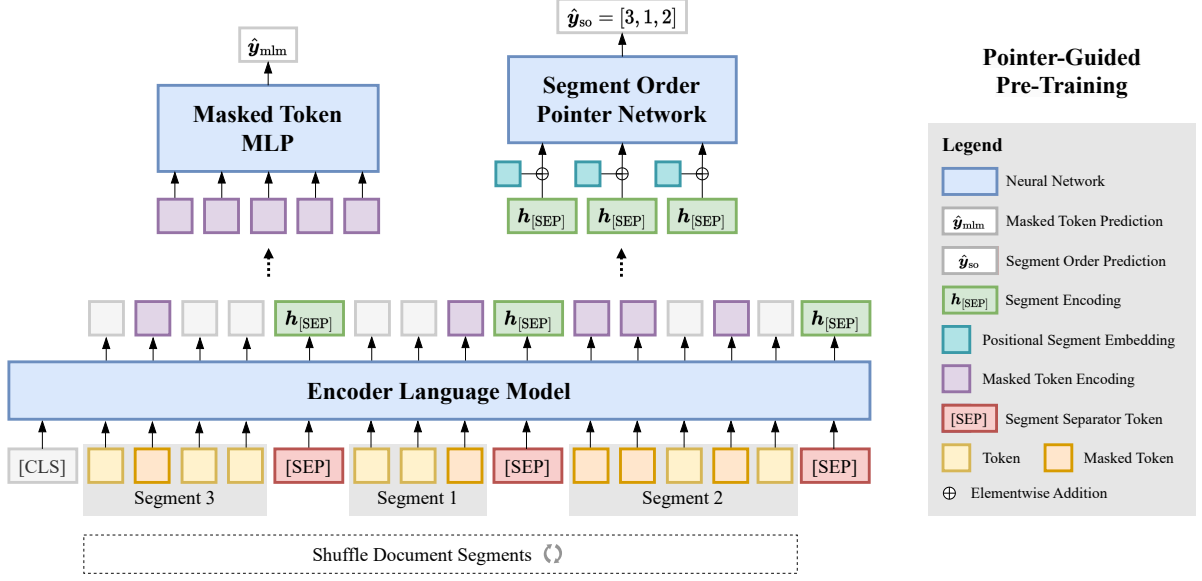 ŷ_so = [3, 1, 2]
ŷ_mlm
Pointer-Guided
Pre-Training
Masked Token
MLP
Segment Order
Pointer Network
h_[SEP] h_[SEP] h_[SEP]
h_[SEP] h_[SEP] h_[SEP]
Encoder Language Model
[CLS] [SEP] [SEP] [SEP]
Segment 3 Segment 1 Segment 2
Shuffle Document Segments
Legend
Neural Network
ŷ_mlm Masked Token Prediction
ŷ_so Segment Order Prediction
h_[SEP] Segment Encoding
Positional Segment Embedding
Masked Token Encoding
[SEP] Segment Separator Token
Token Masked Token
⊕ Elementwise Addition